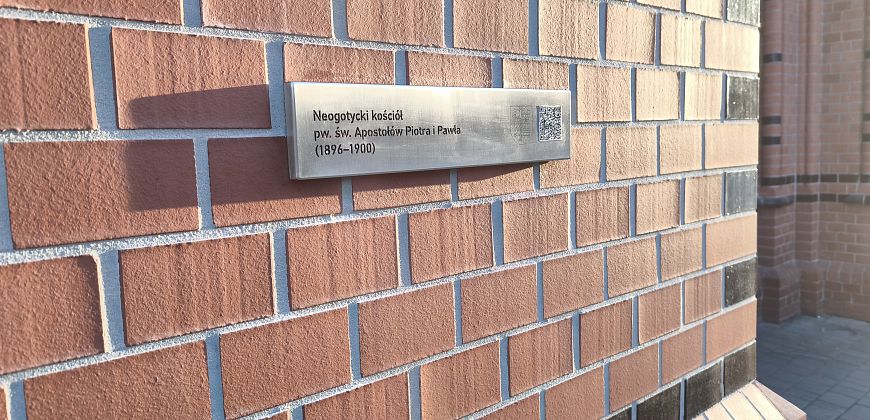 Neogotycki kościół
pw. św. Apostołów Piotra i Pawła
(1896–1900)